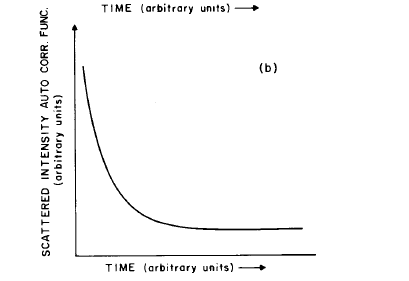 TIME (arbitrary units)
(b)
SCATTERED INTENSITY AUTO CORR. FUNC.
(arbitrary units)
TIME (arbitrary units)